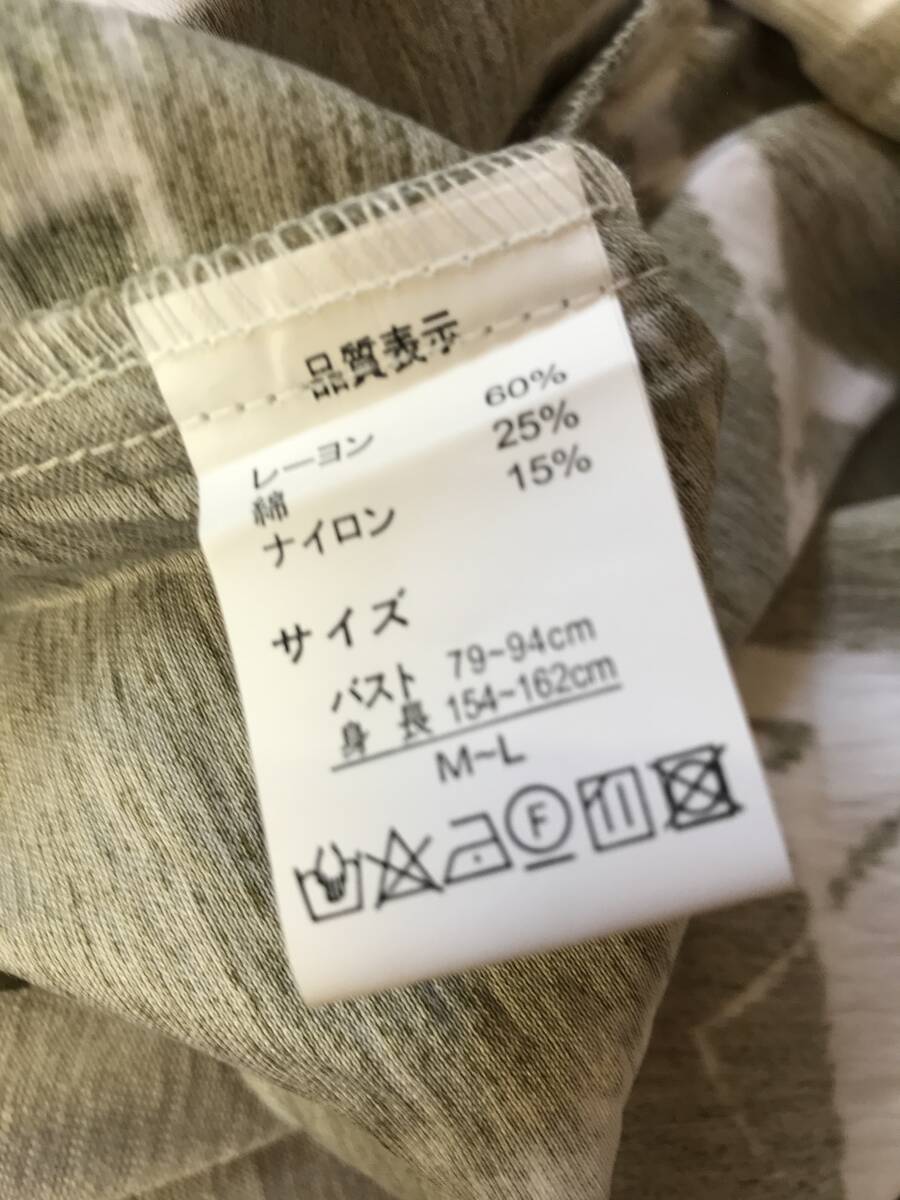 品質表示
レーヨン 60%
綿 25%
ナイロン 15%
サイズ
バスト 79~94cm
身長 154~162cm
M~L
F